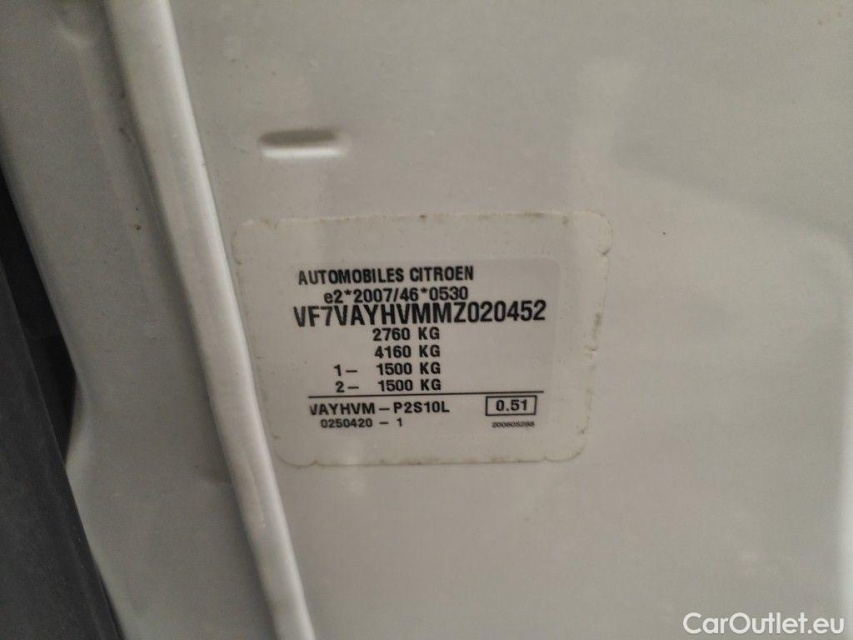 AUTOMOBILES CITROEN
e2*2007/46*0530
VF7VAYHVMMZ020452
2760 KG
4160 KG
1- 1500 KG
2- 1500 KG
VAYHVM-P2S10L 0.51
0250420 - 1
CarOutlet.eu